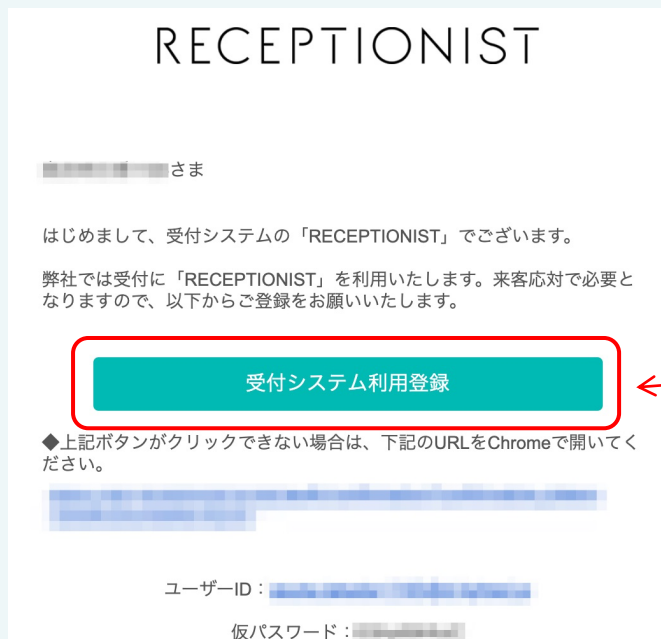 RECEPTIONIST
さま
はじめまして、受付システムの「RECEPTIONIST」でございます。
弊社では受付に「RECEPTIONIST」を利用いたします。来客応対で必要と
なりますので、以下からご登録をお願いいたします。
受付システム利用登録
◆上記ボタンがクリックできない場合は、下記のURLをChromeで開いてく
ださい。
ユーザーID：
仮パスワード：